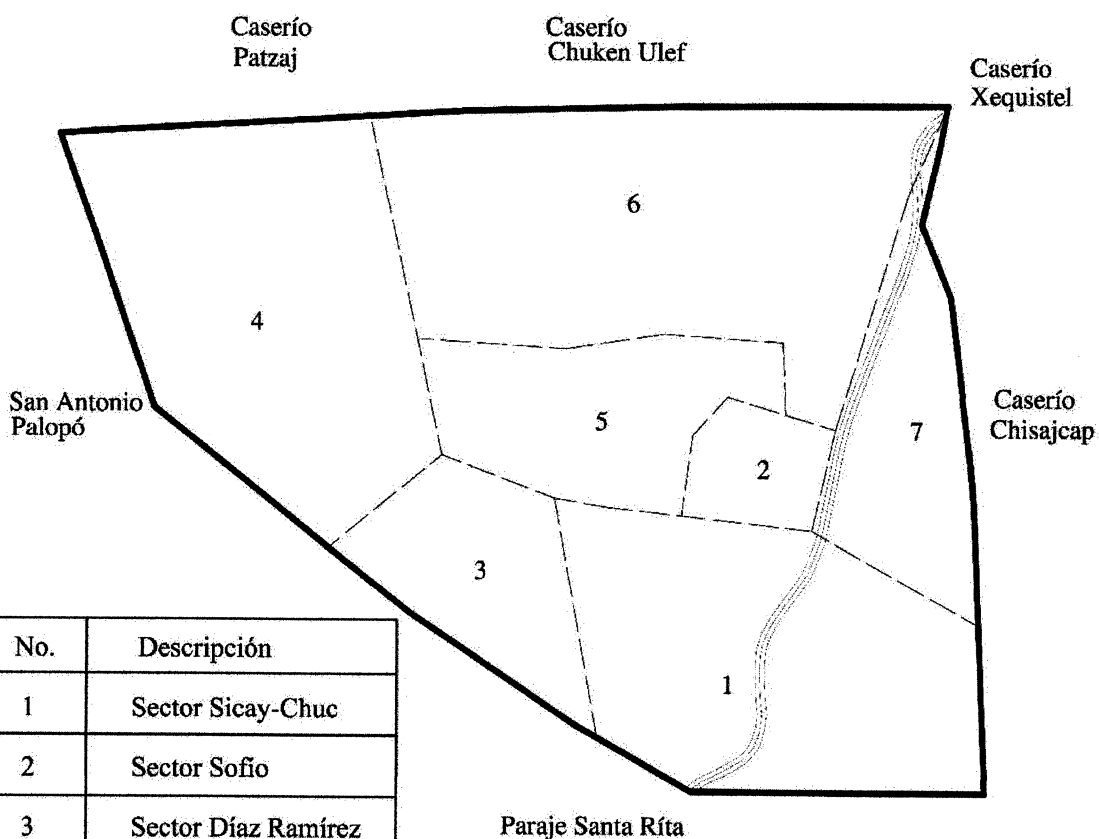 Caserío
Patzaj
Caserío
Chuken Ulef
Caserío
Xequistel
6
4
San Antonio
Palopó
5
7
Caserío
Chisajcap
2
3
1
No. Descripción
1 Sector Sicay-Chuc
2 Sector Sofío
3 Sector Díaz Ramírez
Paraje Santa Ríta